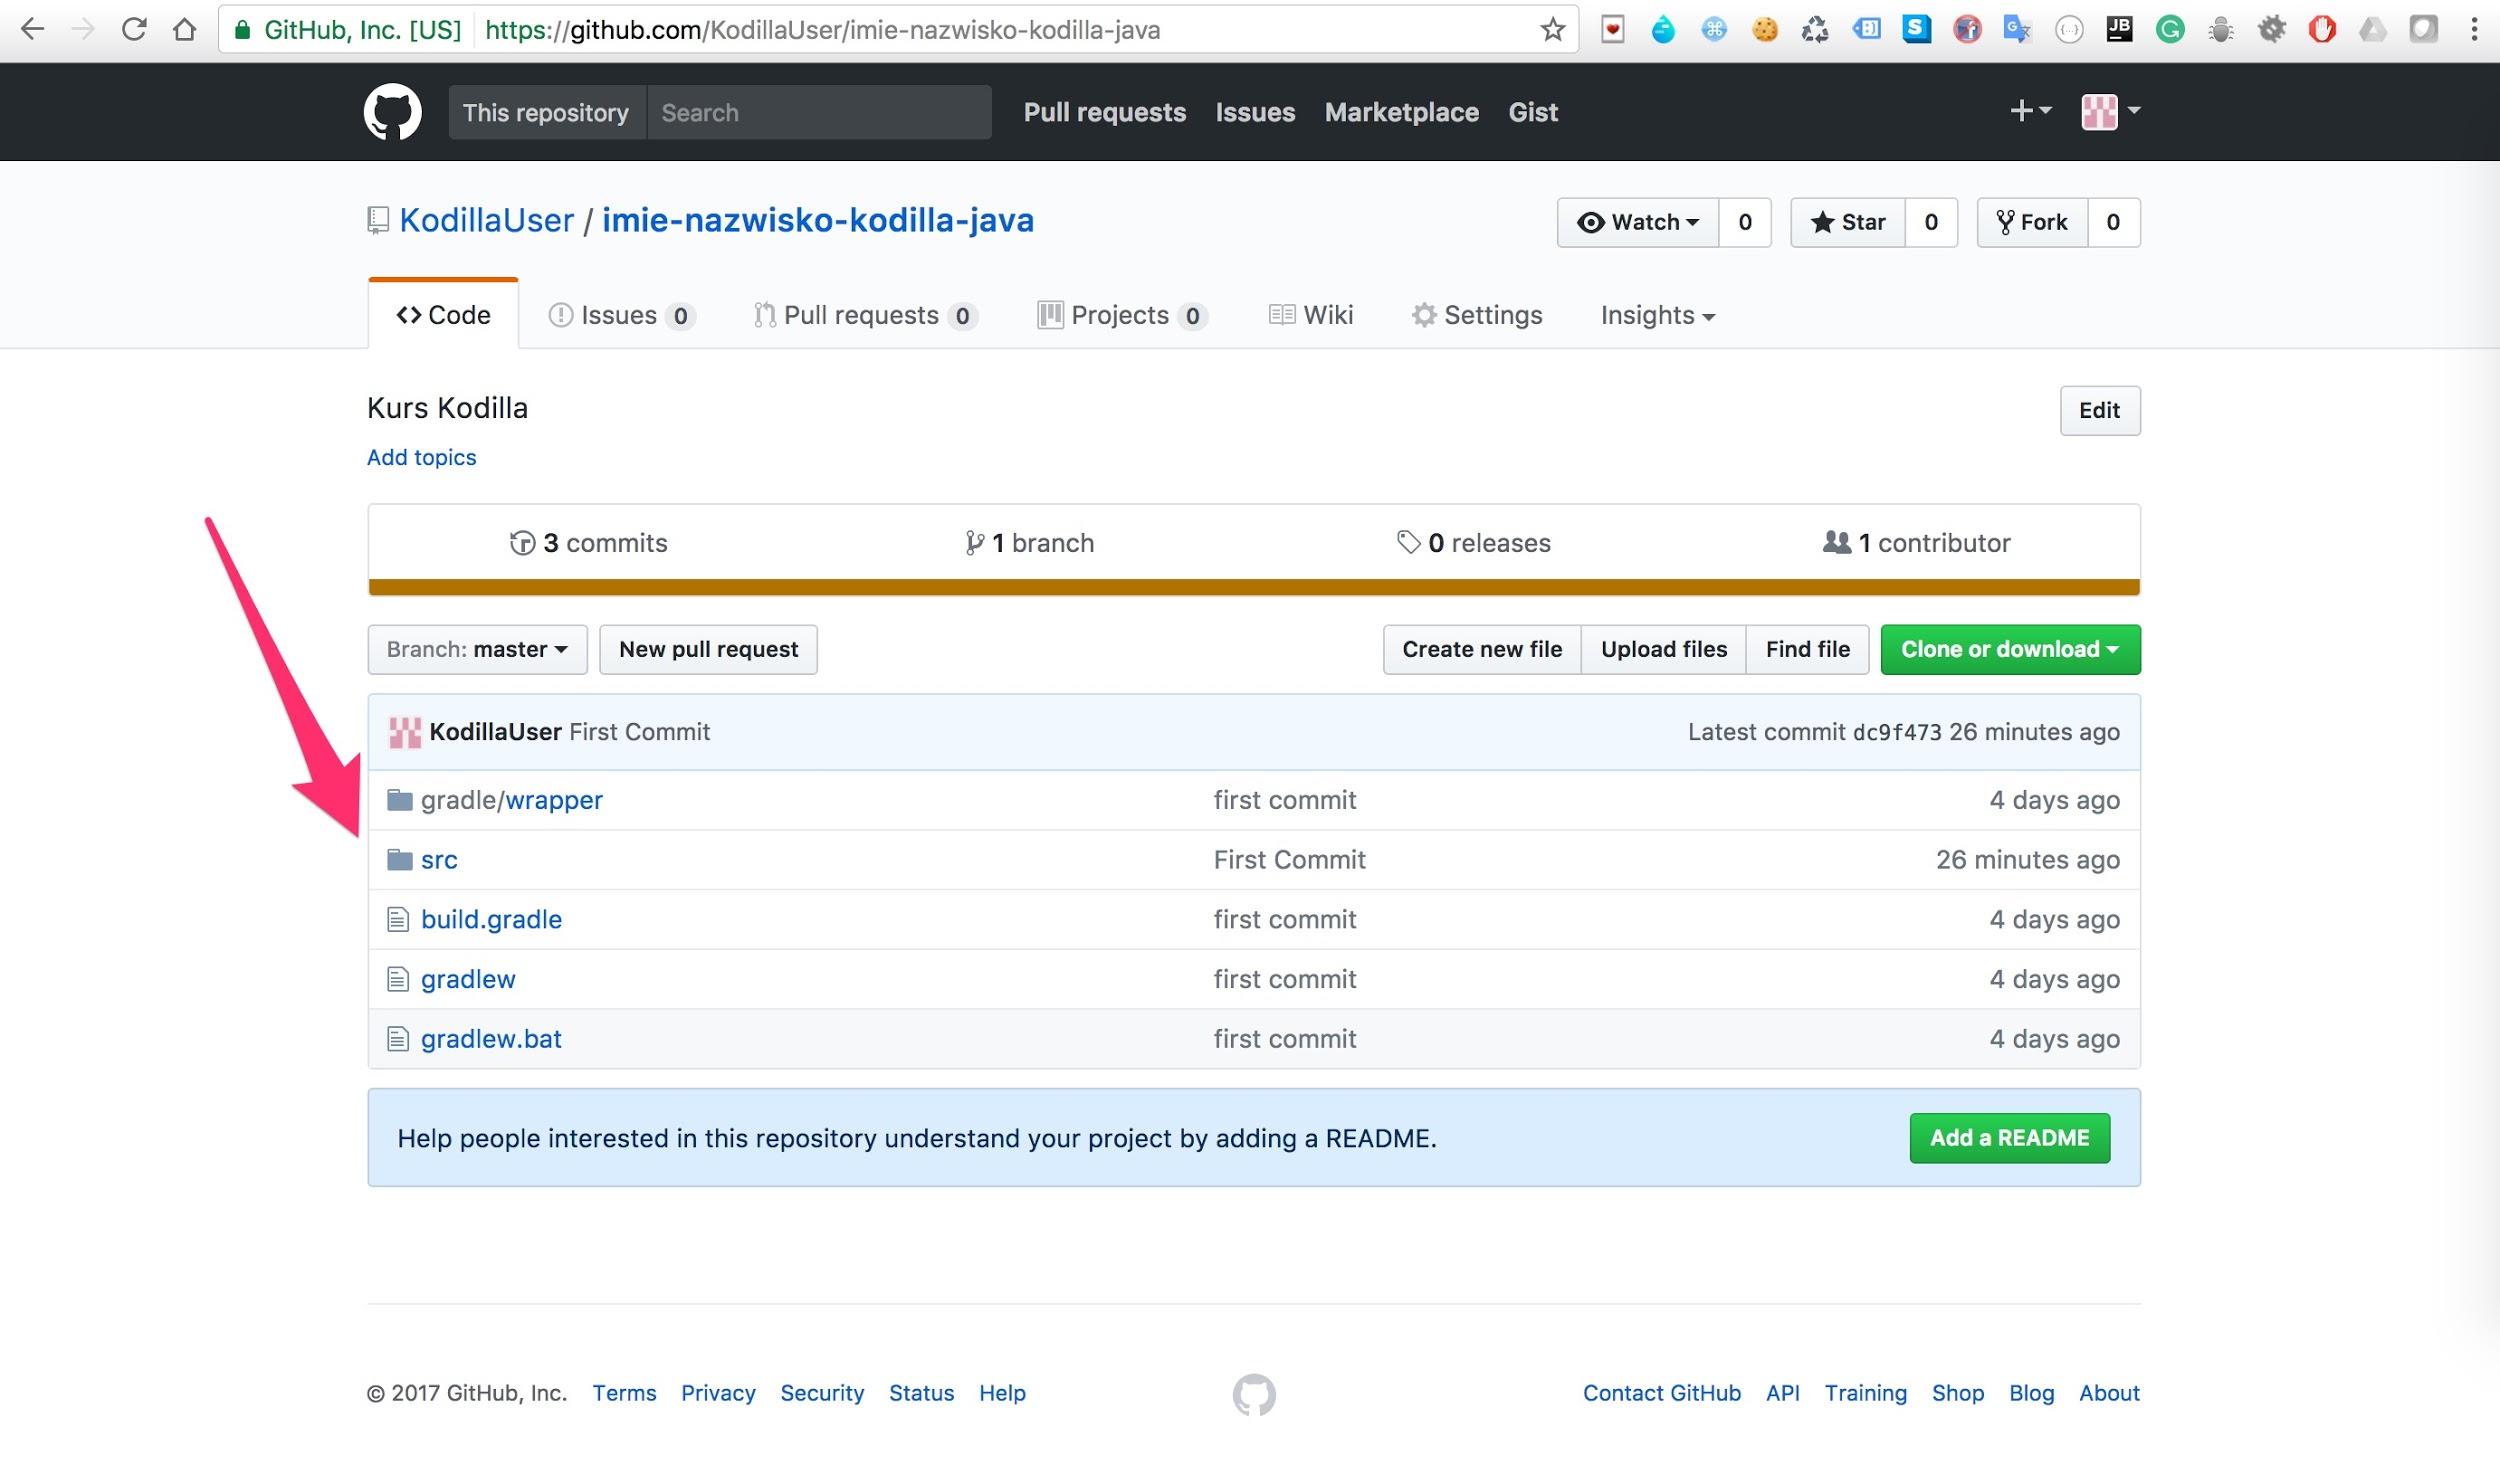 GitHub, Inc. [US] https://github.com/KodillaUser/imie-nazwisko-kodilla-java
This repository Search Pull requests Issues Marketplace Gist
KodillaUser / imie-nazwisko-kodilla-java Watch 0 Star 0 Fork 0
Code Issues 0 Pull requests 0 Projects 0 Wiki Settings Insights
Kurs Kodilla Edit
Add topics
3 commits 1 branch 0 releases 1 contributor
Branch: master New pull request Create new file Upload files Find file Clone or download
KodillaUser First Commit Latest commit dc9f473 26 minutes ago
gradle/wrapper first commit 4 days ago
src First Commit 26 minutes ago
build.gradle first commit 4 days ago
gradlew first commit 4 days ago
gradlew.bat first commit 4 days ago
Help people interested in this repository understand your project by adding a README. Add a README
© 2017 GitHub, Inc. Terms Privacy Security Status Help Contact GitHub API Training Shop Blog About